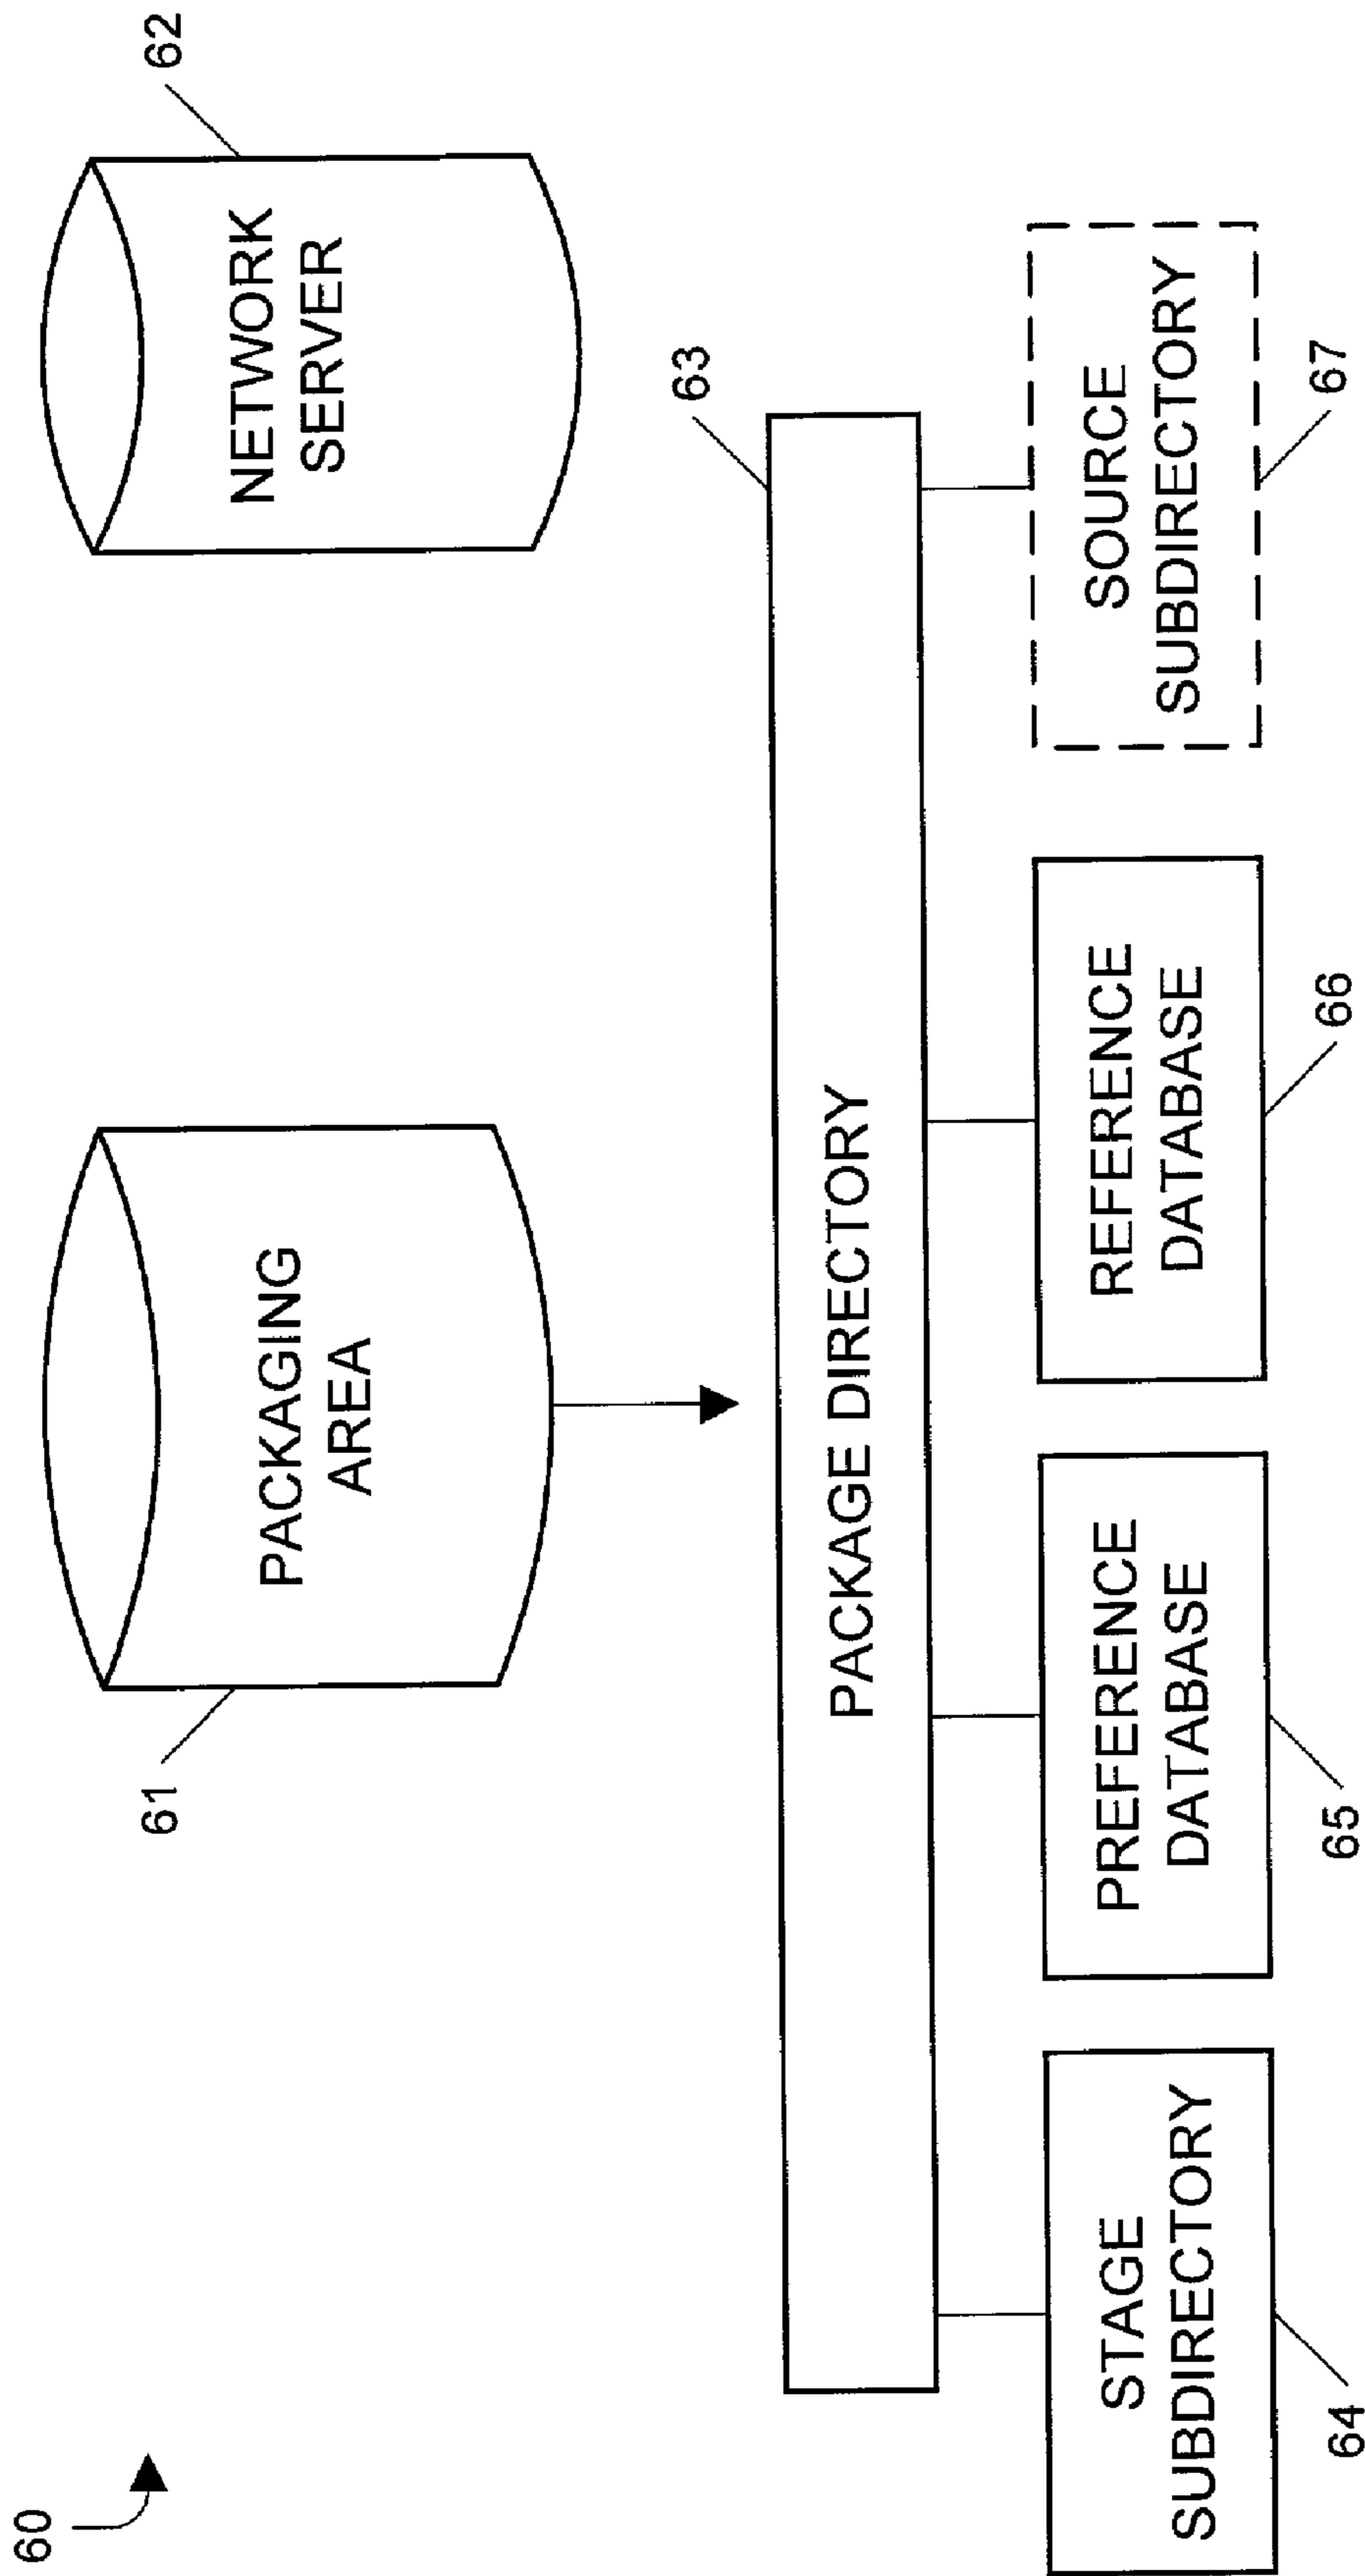 60
61
PACKAGING
AREA
62
NETWORK
SERVER
63
PACKAGE DIRECTORY
STAGE
SUBDIRECTORY
64
PREFERENCE
DATABASE
65
REFERENCE
DATABASE
66
SOURCE
SUBDIRECTORY
67